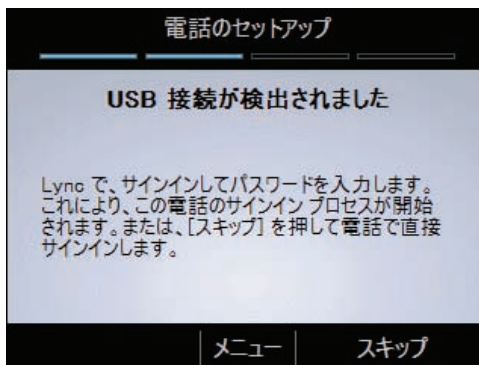 電話のセットアップ
USB 接続が検出されました
Lync で、サインインしてパスワードを入力します。
これにより、この電話のサインイン プロセスが開始
されます。または、[スキップ] を押して電話で直接
サインインします。
メニュー
スキップ